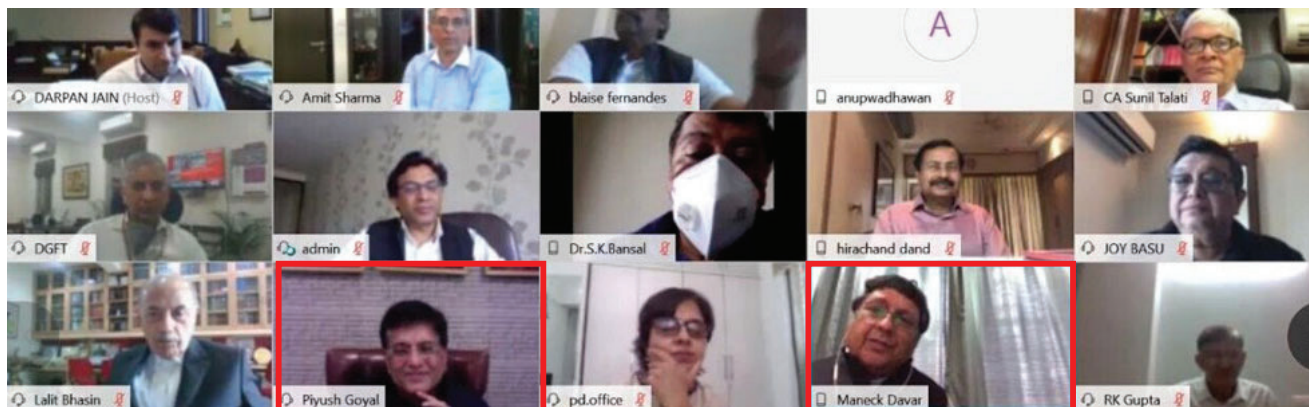 DARPAN JAIN (Host)
Amit Sharma
blaise fernandes
A
anupwadhawan
CA Sunil Talati
DGFT
admin
Dr.S.K.Bansal
hirachand dand
JOY BASU
Lalit Bhasin
Piyush Goyal
pd.office
Maneck Davar
RK Gupta